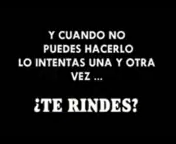 Y CUANDO NO
PUEDES HACERLO
LO INTENTAS UNA Y OTRA
VEZ ...
¿TE RINDES?